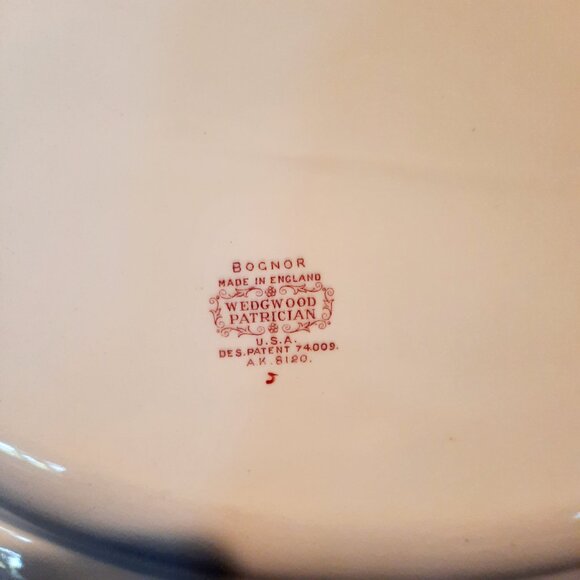 BOGNOR
MADE IN ENGLAND
WEDGWOOD
PATRICIAN
U.S.A.
DES. PATENT 74009.
A.K. 8120.
J